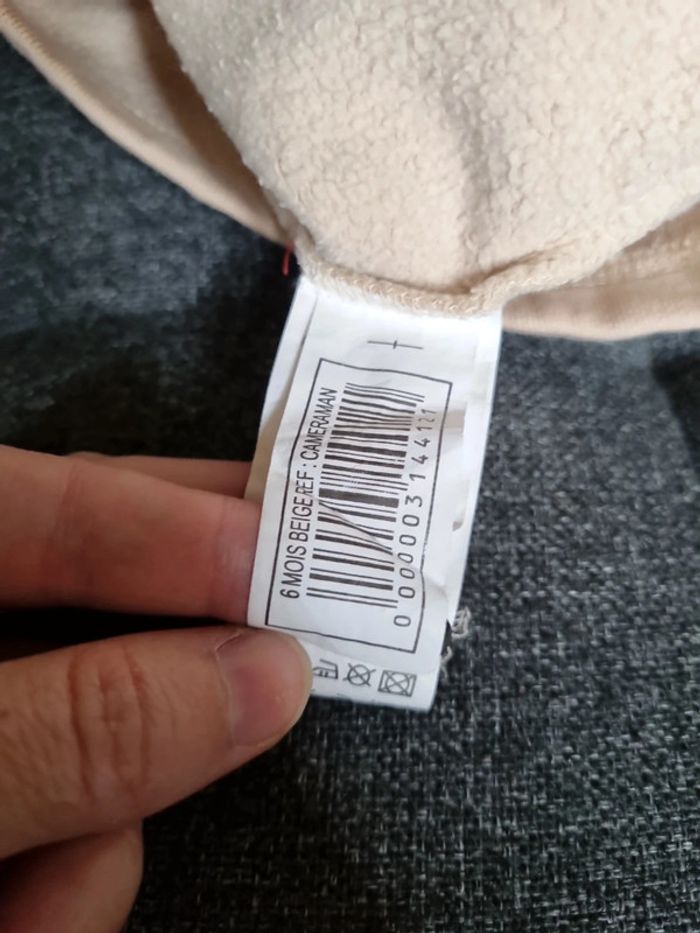 6 MOIS BEIGE REF : CAMERAMAN
0 000003 144121